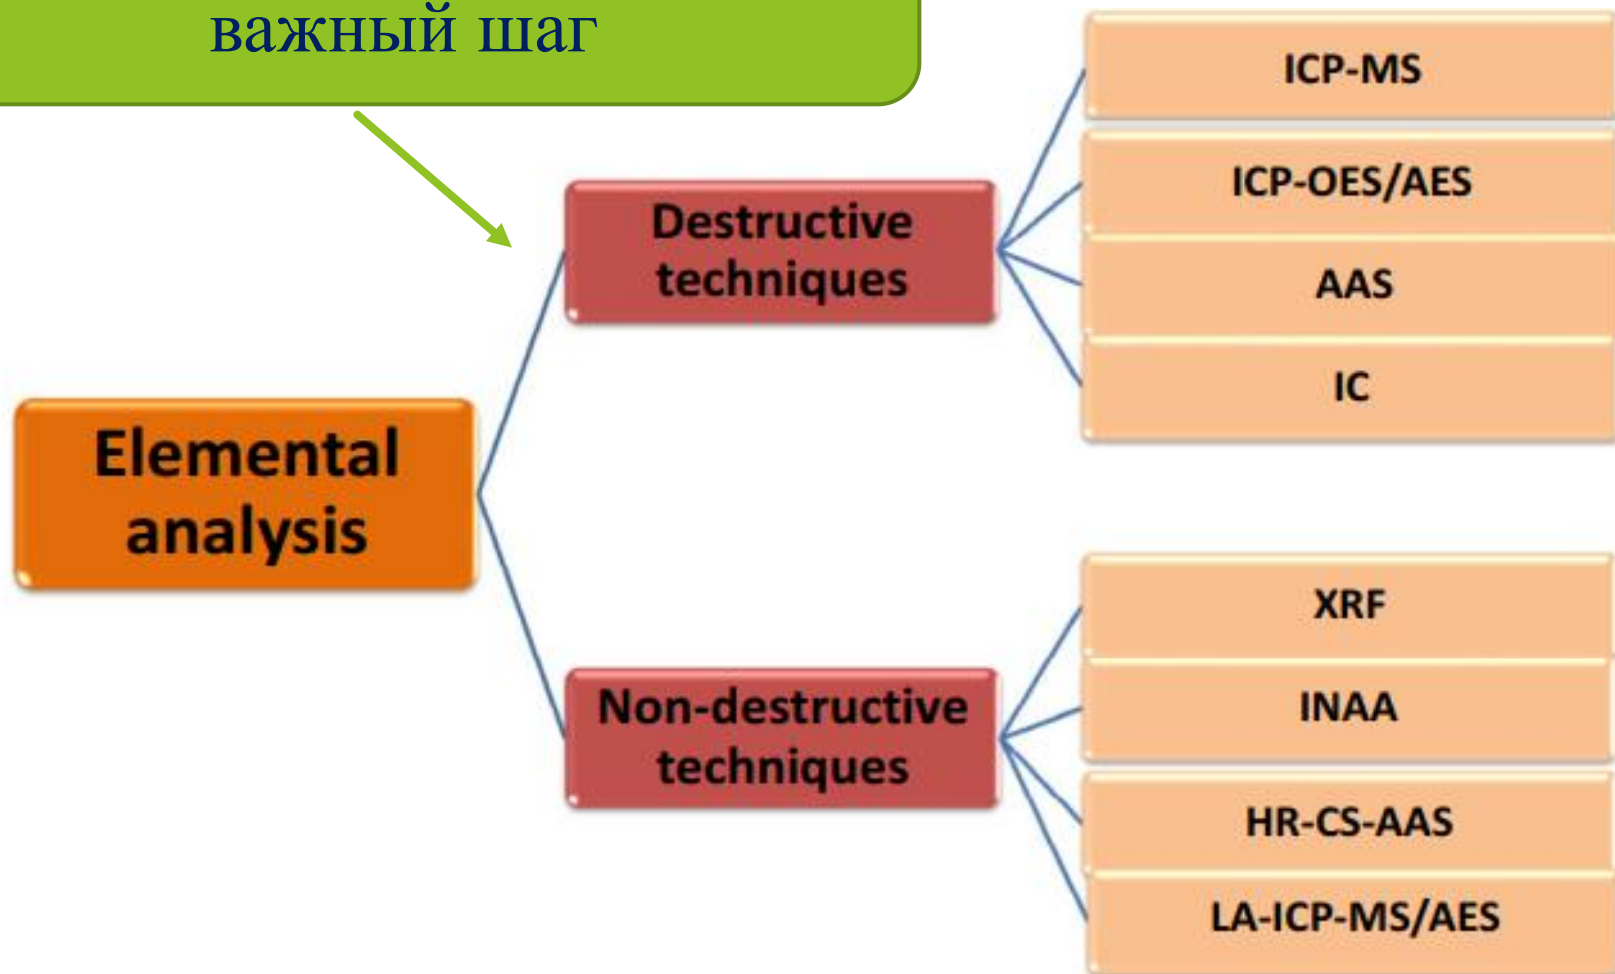 важный шаг
Elemental
analysis
Destructive
techniques
ICP-MS
ICP-OES/AES
AAS
IC
Non-destructive
techniques
XRF
INAA
HR-CS-AAS
LA-ICP-MS/AES